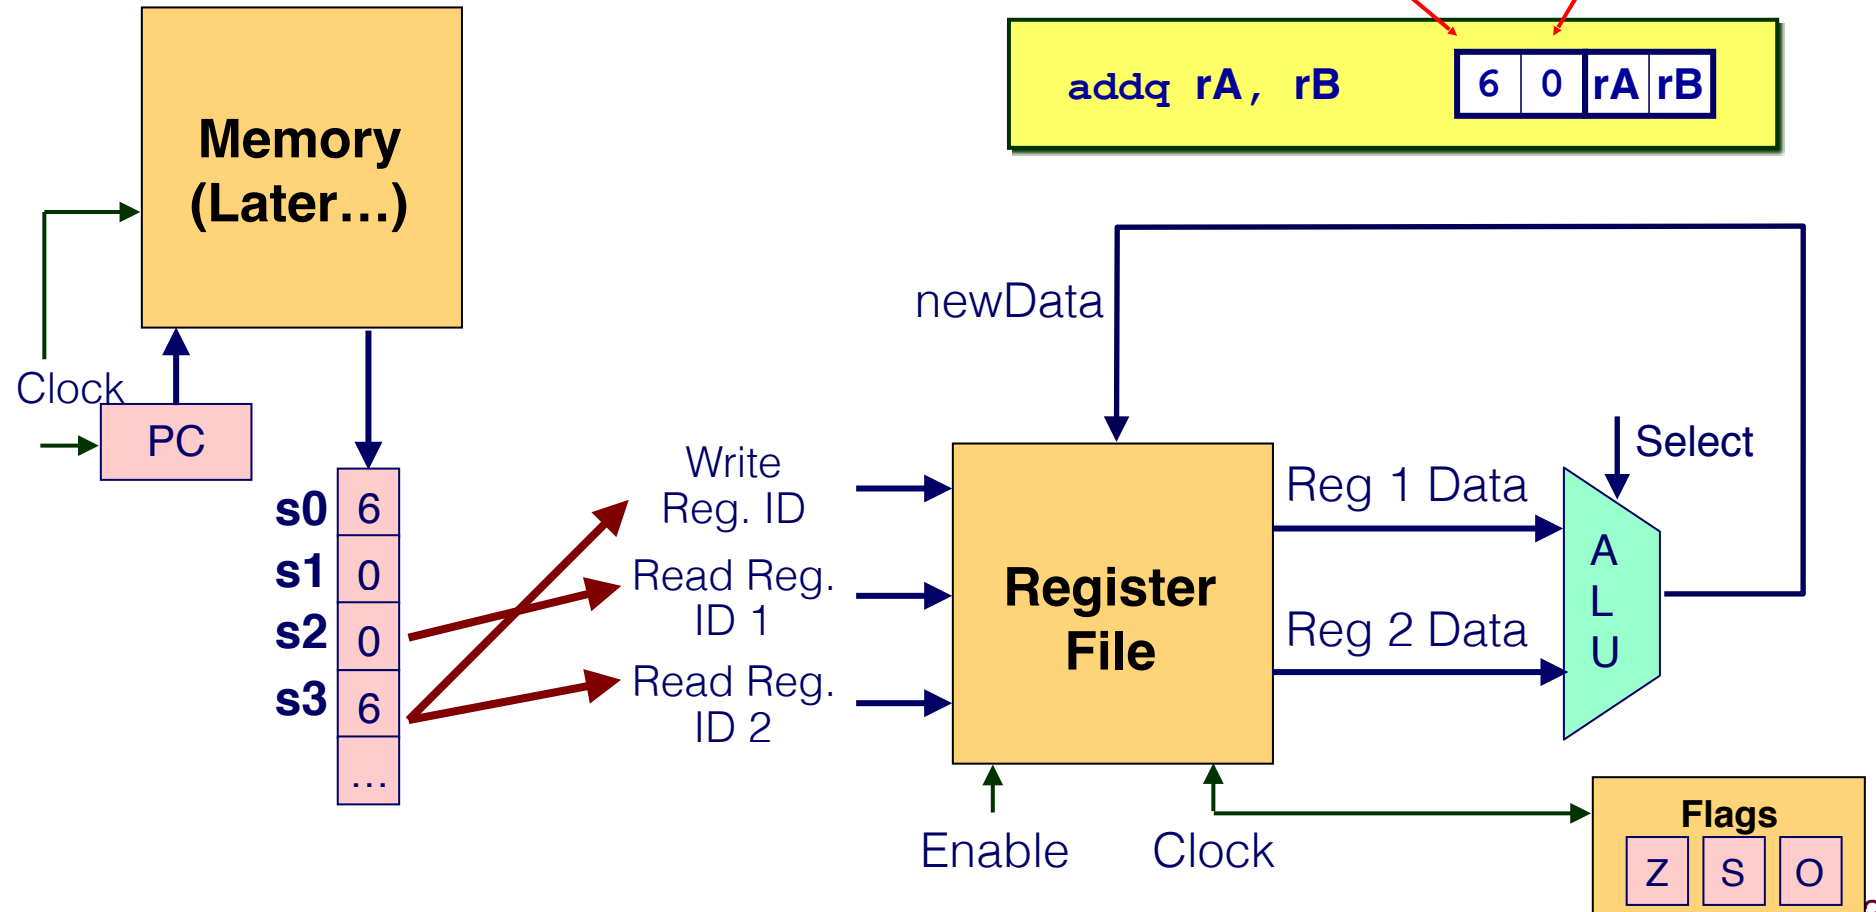 addq rA, rB
6 0 rA rB
Memory
(Later…)
newData
Clock
PC
Select
Write
Reg. ID
Reg 1 Data
s0 6
s1 0
s2 0
s3 6
...
Read Reg.
ID 1
Read Reg.
ID 2
Register
File
Reg 2 Data
A
L
U
Enable
Clock
Flags
Z S O